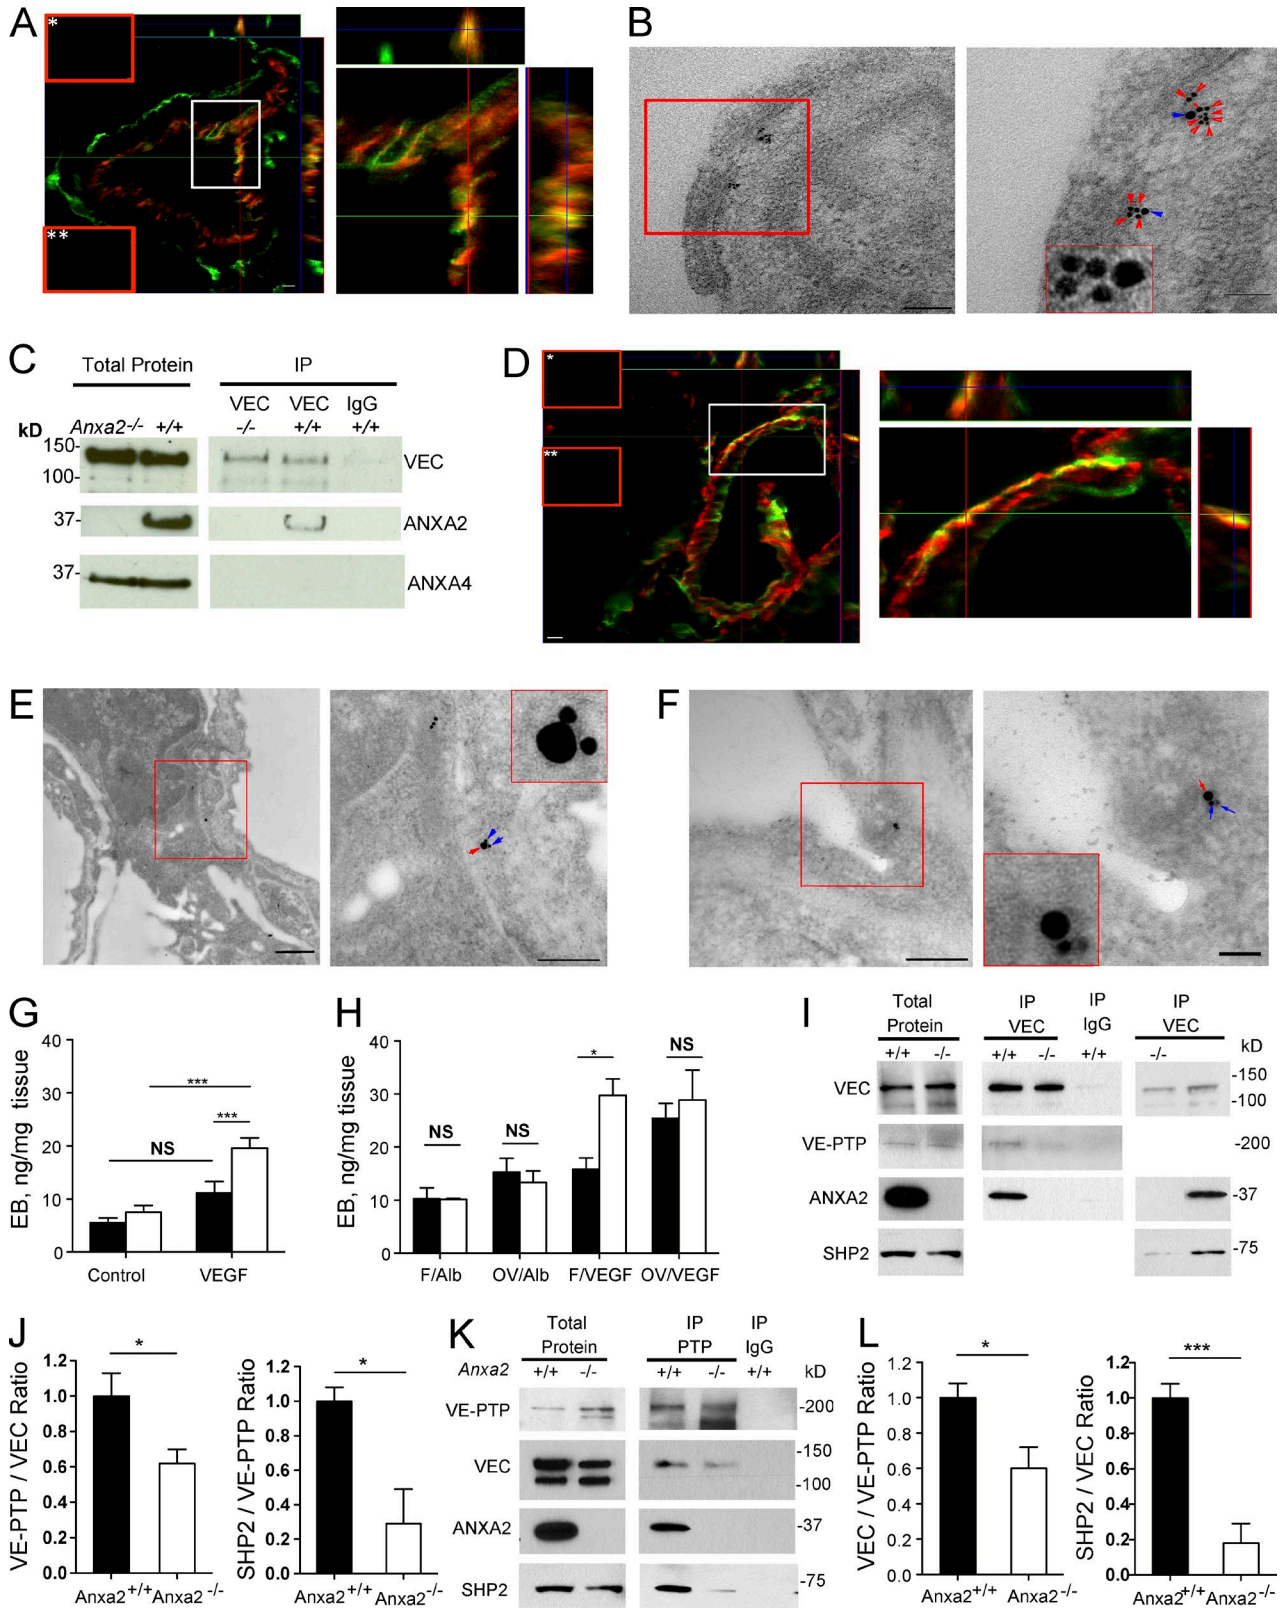 A
*
**
B
C
Total Protein
IP
VEC
VEC
IgG
kD
Anxa2-/-
+/+
-/-
+/+
+/+
150-
100-
VEC
37-
ANXA2
37-
ANXA4
D
*
**
E
F
G
EB, ng/mg tissue
40
30
20
10
0
***
***
NS
Control
VEGF
H
EB, ng/mg tissue
40
30
20
10
0
NS
NS
*
NS
F/Alb
OV/Alb
F/VEGF
OV/VEGF
I
Total
Protein
IP
VEC
IP
IgG
IP
VEC
+/+
-/-
+/+
-/-
+/+
-/-
kD
VEC
-150
-100
VE-PTP
-200
ANXA2
-37
SHP2
-75
J
VE-PTP / VEC Ratio
1.2
1.0
0.8
0.6
0.4
0.2
0.0
*
Anxa2+/+
Anxa2-/-
SHP2 / VE-PTP Ratio
1.2
1.0
0.8
0.6
0.4
0.2
0.0
*
Anxa2+/+
Anxa2-/-
K
Total
Protein
IP
PTP
IP
IgG
Anxa2
+/+
-/-
+/+
-/-
+/+
kD
VE-PTP
-200
VEC
-150
-100
ANXA2
-37
SHP2
-75
L
VEC / VE-PTP Ratio
1.2
1.0
0.8
0.6
0.4
0.2
0.0
*
Anxa2+/+
Anxa2-/-
SHP2 / VEC Ratio
1.2
1.0
0.8
0.6
0.4
0.2
0.0
***
Anxa2+/+
Anxa2-/-